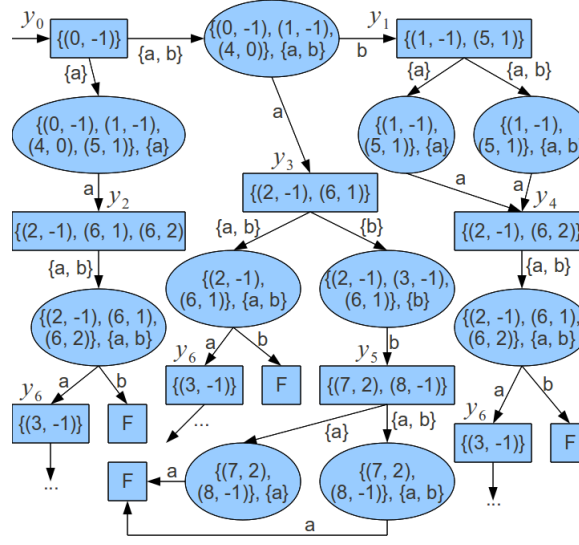 y0
{(0, -1)}
{a, b}
{(0, -1), (1, -1),
(4, 0)}, {a, b}
b
y1
{(1, -1), (5, 1)}
{a}
{a}
{a, b}
{(0, -1), (1, -1),
(4, 0), (5, 1)}, {a}
a
{(1, -1),
(5, 1)}, {a}
{(1, -1),
(5, 1)}, {a, b}
a
y2
{(2, -1), (6, 1), (6, 2)
y3
{(2, -1), (6, 1)}
a
a
y4
{(2, -1), (6, 2)}
{a, b}
{a, b}
{b}
{a, b}
{(2, -1), (6, 1),
(6, 2)}, {a, b}
{(2, -1),
(6, 1)}, {a, b}
{(2, -1), (3, -1),
(6, 1)}, {b}
{(2, -1), (6, 1),
(6, 2)}, {a, b}
a
b
y6
{(3, -1)}
F
...
a
b
y6
{(3, -1)}
F
...
b
y5
{(7, 2), (8, -1)}
a
b
y6
{(3, -1)}
F
...
{a}
{a, b}
F
a
{(7, 2),
(8, -1)}, {a}
{(7, 2),
(8, -1)}, {a, b}
a